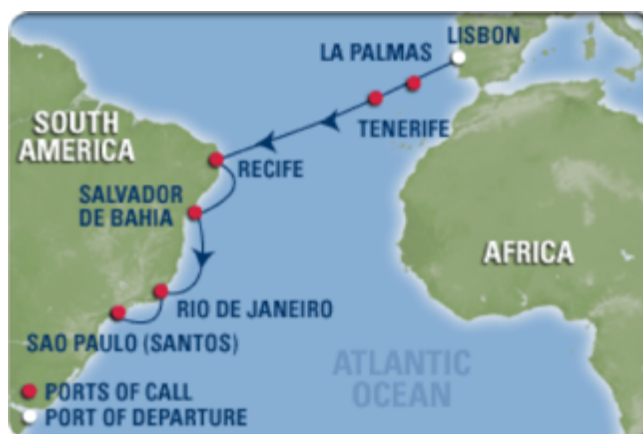 LISBON
LA PALMAS
TENERIFE
SOUTH
AMERICA
RECIFE
SALVADOR
DE BAHIA
AFRICA
RIO DE JANEIRO
SAO PAULO (SANTOS)
ATLANTIC
OCEAN
PORTS OF CALL
PORT OF DEPARTURE